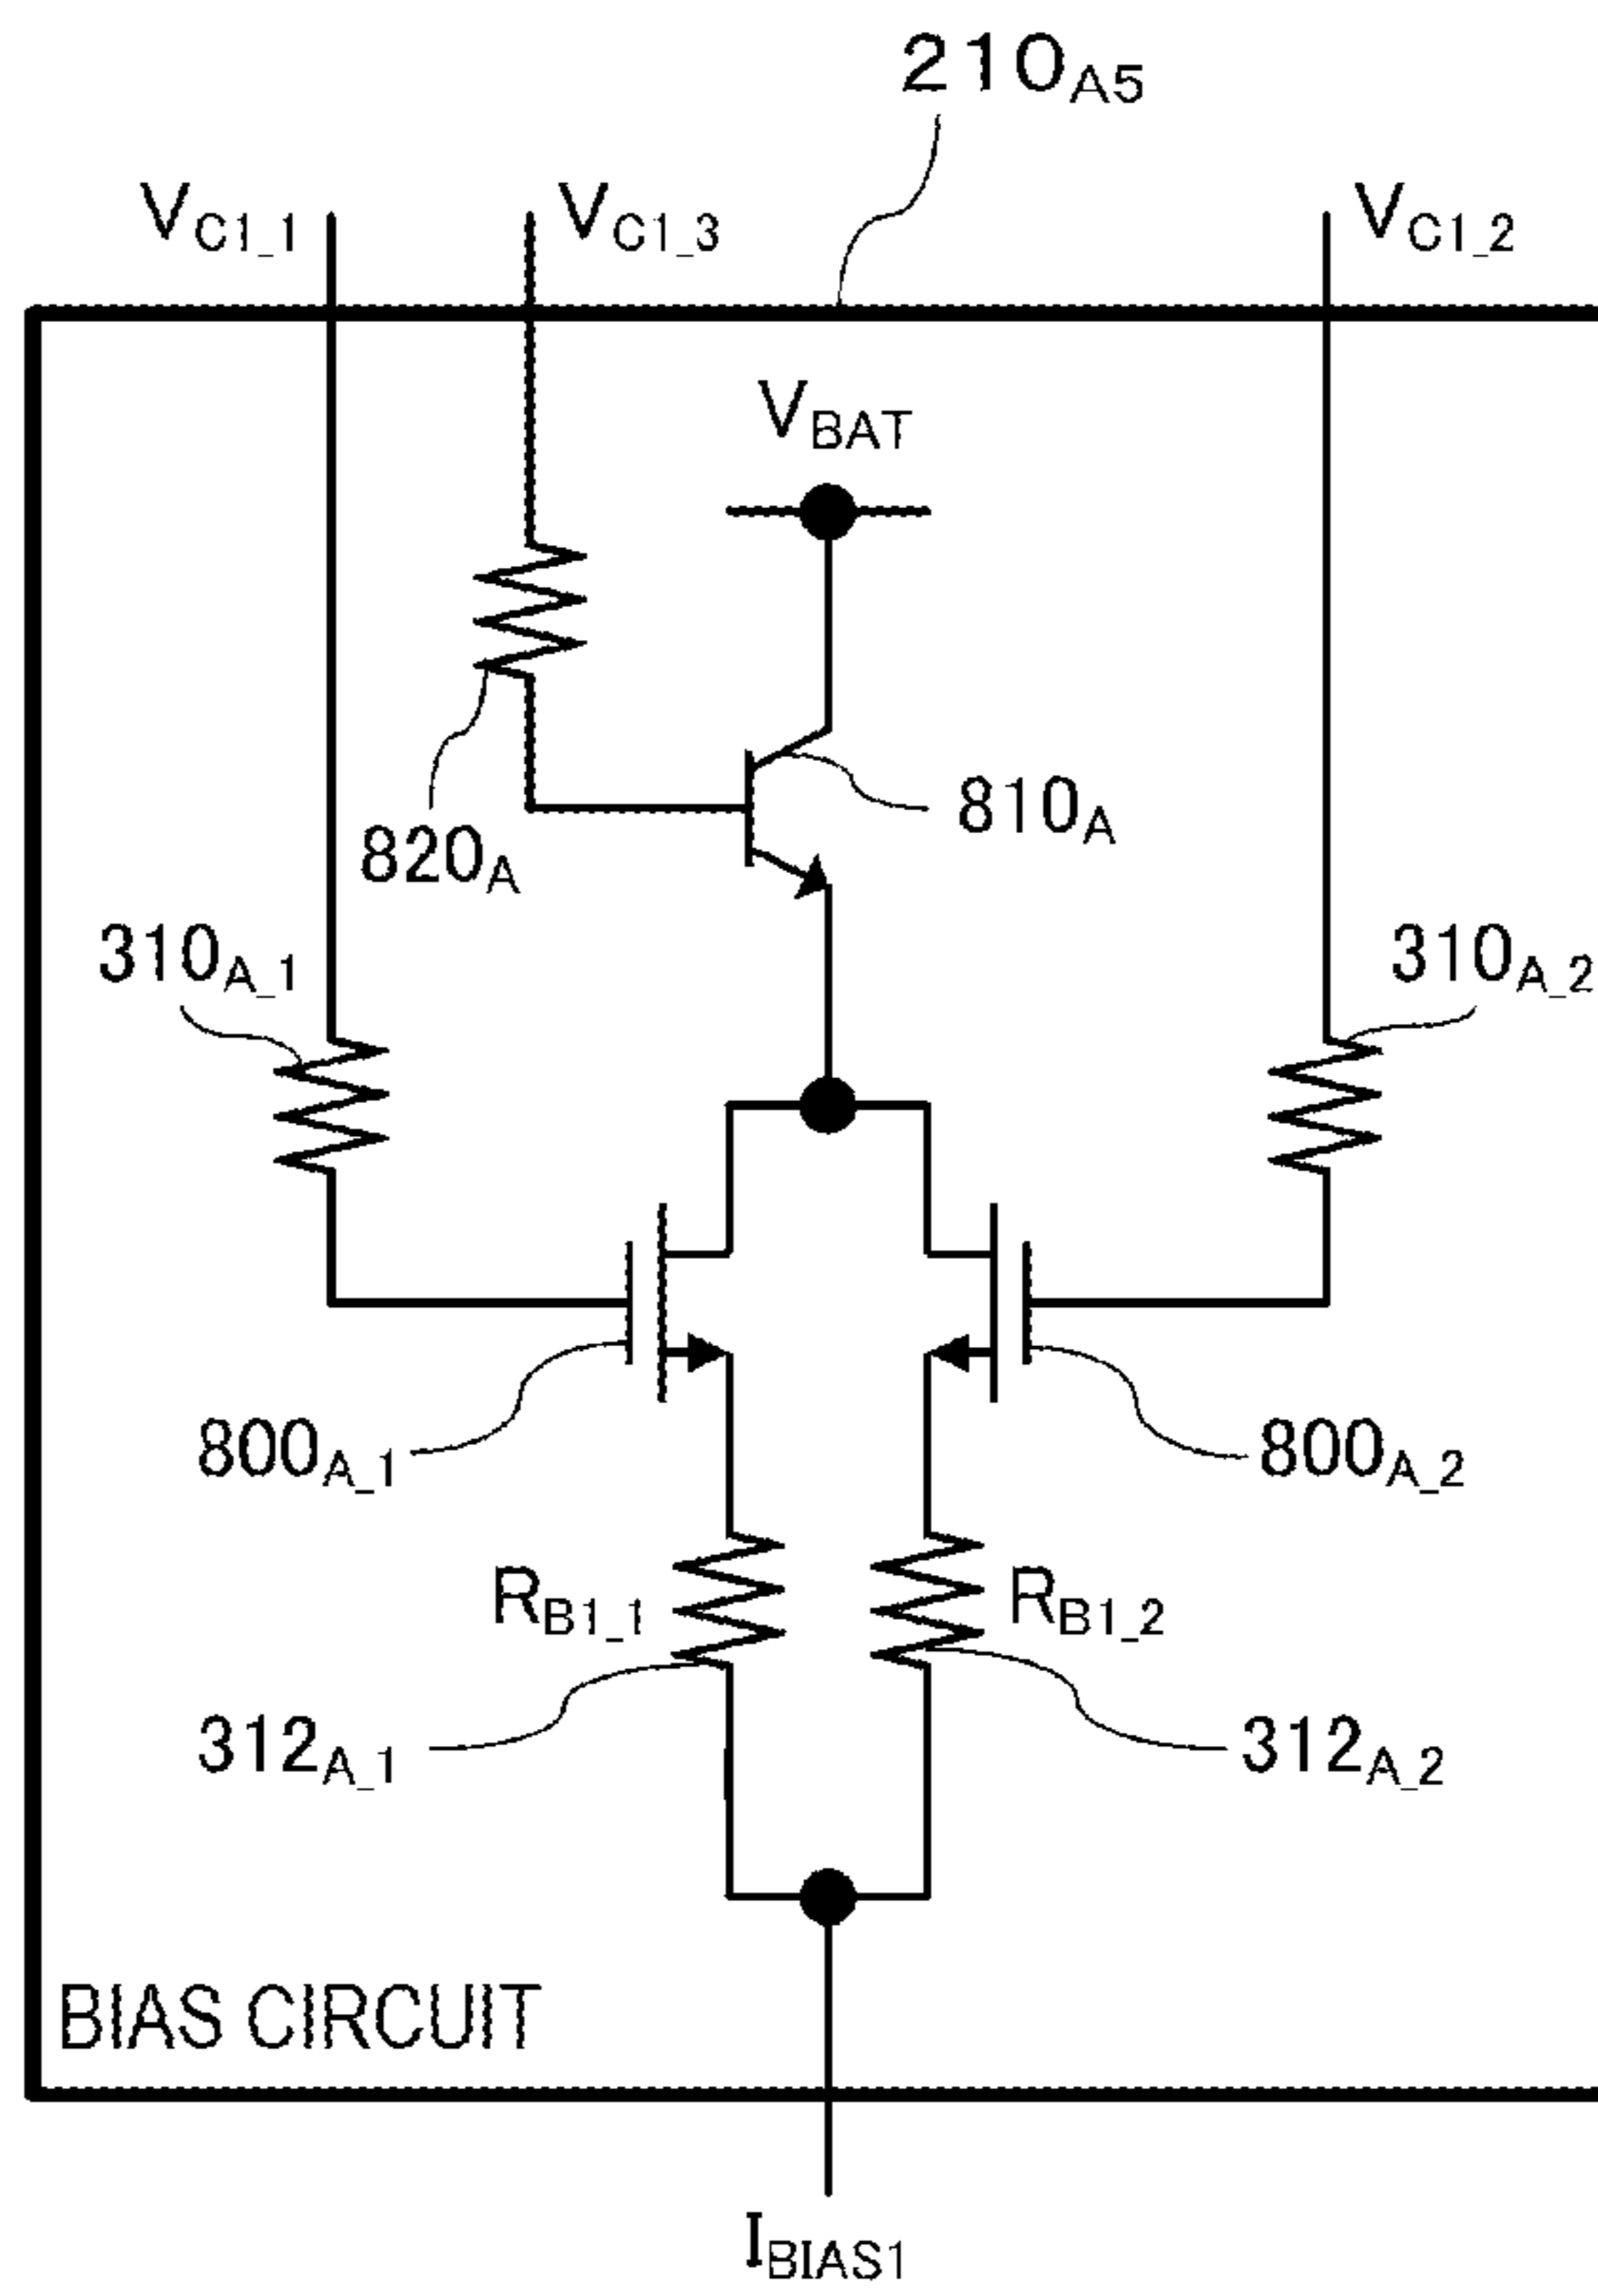 210A5
VC1_1 VC1_3 VC1_2
VBAT
810A
820A
310A_1 310A_2
800A_1 800A_2
RB1_1 RB1_2
312A_1 312A_2
BIAS CIRCUIT
IBIAS1